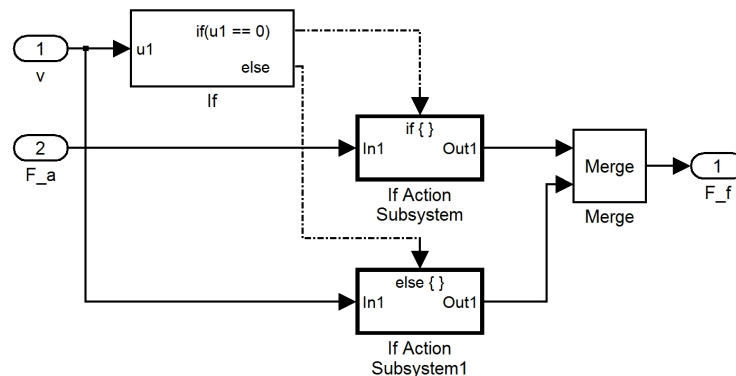 if(u1 == 0)
1
u1
v
else
If
if { }
2
In1
Out1
F_a
Merge
1
F_f
If Action
Subsystem
Merge
else { }
In1
Out1
If Action
Subsystem1